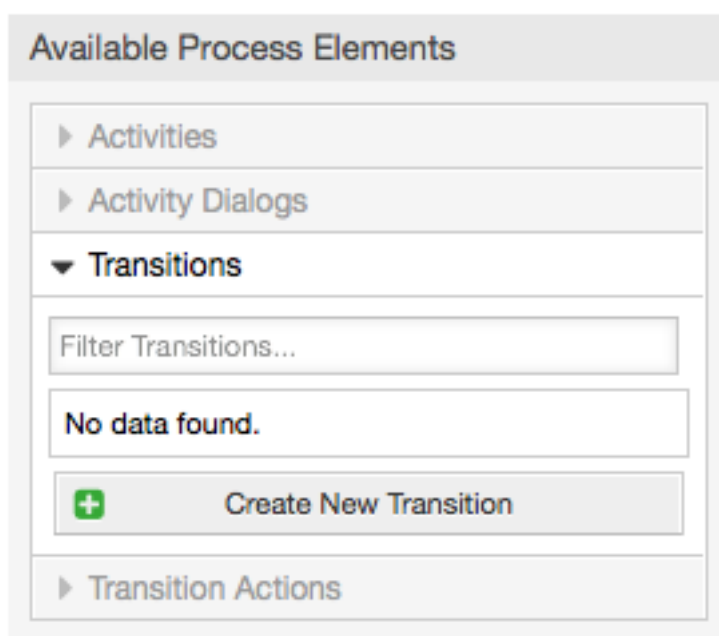 Available Process Elements
Activities
Activity Dialogs
Transitions
Filter Transitions...
No data found.
Create New Transition
Transition Actions